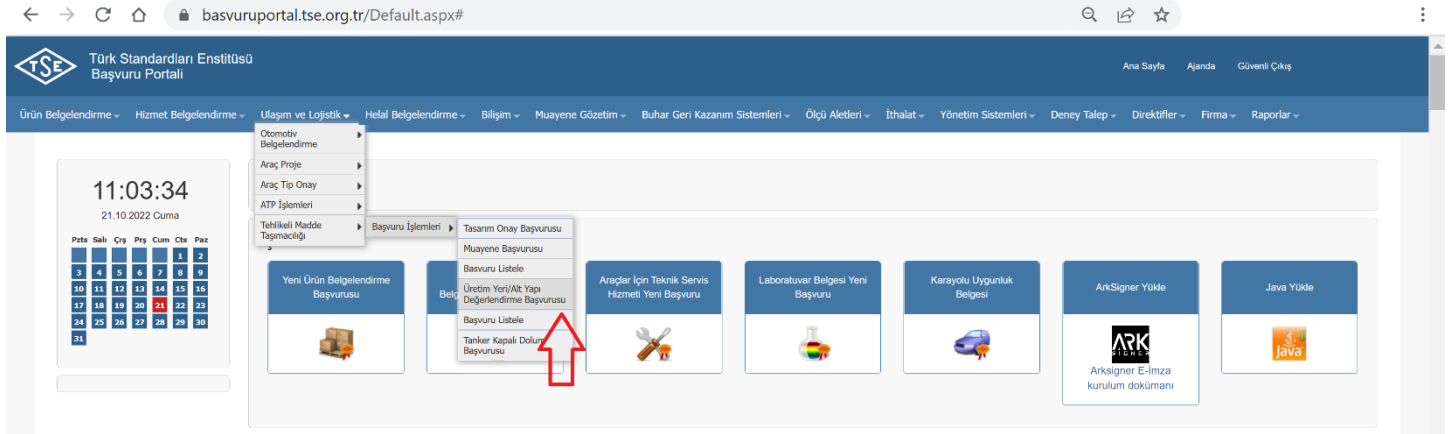 basvuruportal.tse.org.tr/Default.aspx#
TSE
Türk Standardları Enstitüsü
Başvuru Portali
Ana Sayfa Ajanda Güvenli Çıkış
Ürün Belgelendirme Hizmet Belgelendirme Ulaşım ve Lojistik Helal Belgelendirme Bilişim Muayene Gözetim Buhar Geri Kazanım Sistemleri Ölçü Aletleri İthalat Yönetim Sistemleri Deney Talep Direktifler Firma Raporlar
Otomotiv
Belgelendirme
Araç Proje
Araç Tip Onay
ATP İşlemleri
Tehlikeli Madde
Taşımacılığı
Başvuru İşlemleri
Tasarım Onay Başvurusu
Muayene Başvurusu
Basvuru Listele
Üretim Yeri/Alt Yapı
Değerlendirme Başvurusu
Başvuru Listele
Tanker Kapalı Dolum
Başvurusu
11:03:34
21.10.2022 Cuma
Pzts Salı Çrş Prş Cum Cts Paz
1 2
3 4 5 6 7 8 9
10 11 12 13 14 15 16
17 18 19 20 21 22 23
24 25 26 27 28 29 30
31
Yeni Ürün Belgelendirme
Başvurusu
Araçlar İçin Teknik Servis
Hizmeti Yeni Başvuru
Laboratuvar Belgesi Yeni
Başvuru
Karayolu Uygunluk
Belgesi
ArkSigner Yükle
ARK
SIGNER
Arksigner E-İmza
kurulum dokümanı
Java Yükle
Java